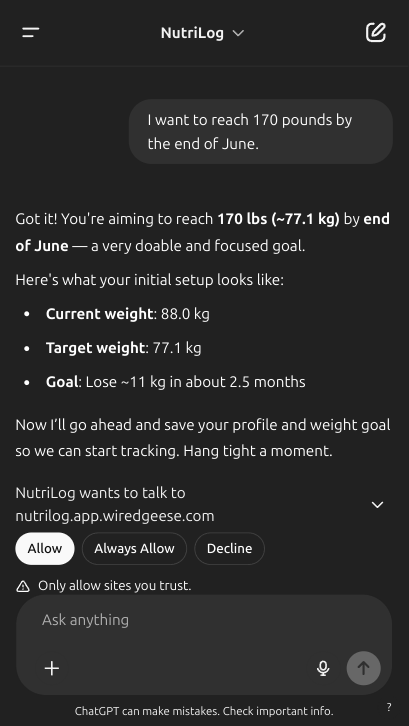 NutriLog
I want to reach 170 pounds by
the end of June.
Got it! You're aiming to reach 170 lbs (~77.1 kg) by end
of June — a very doable and focused goal.
Here's what your initial setup looks like:
• Current weight: 88.0 kg
• Target weight: 77.1 kg
• Goal: Lose ~11 kg in about 2.5 months
Now I’ll go ahead and save your profile and weight goal
so we can start tracking. Hang tight a moment.
NutriLog wants to talk to
nutrilog.app.wiredgeese.com
Allow Always Allow Decline
Only allow sites you trust.
Ask anything
ChatGPT can make mistakes. Check important info. ?